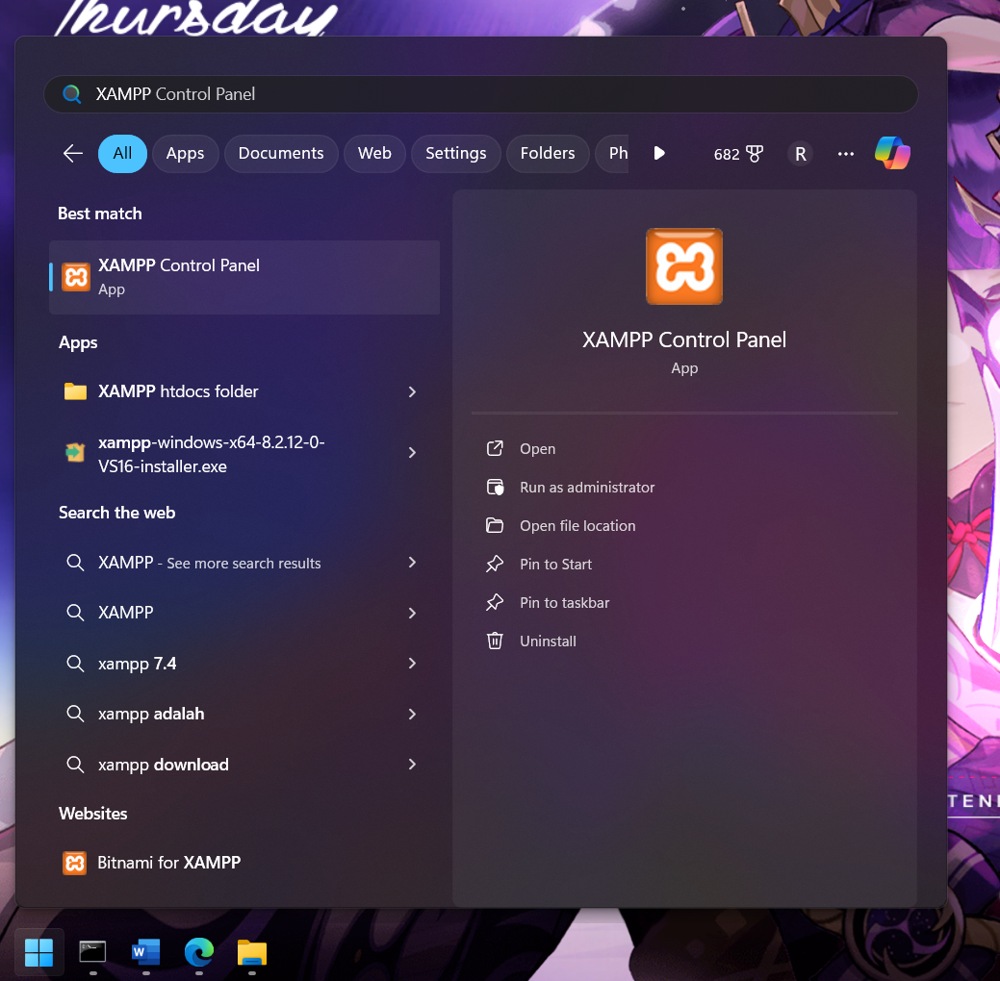 Thursday
XAMPP Control Panel
All Apps Documents Web Settings Folders Ph 682 R
Best match
XAMPP Control Panel
App
Apps
XAMPP htdocs folder
xampp-windows-x64-8.2.12-0-
VS16-installer.exe
Search the web
XAMPP - See more search results
XAMPP
xampp 7.4
xampp adalah
xampp download
Websites
Bitnami for XAMPP
XAMPP Control Panel
App
Open
Run as administrator
Open file location
Pin to Start
Pin to taskbar
Uninstall
TEN
W